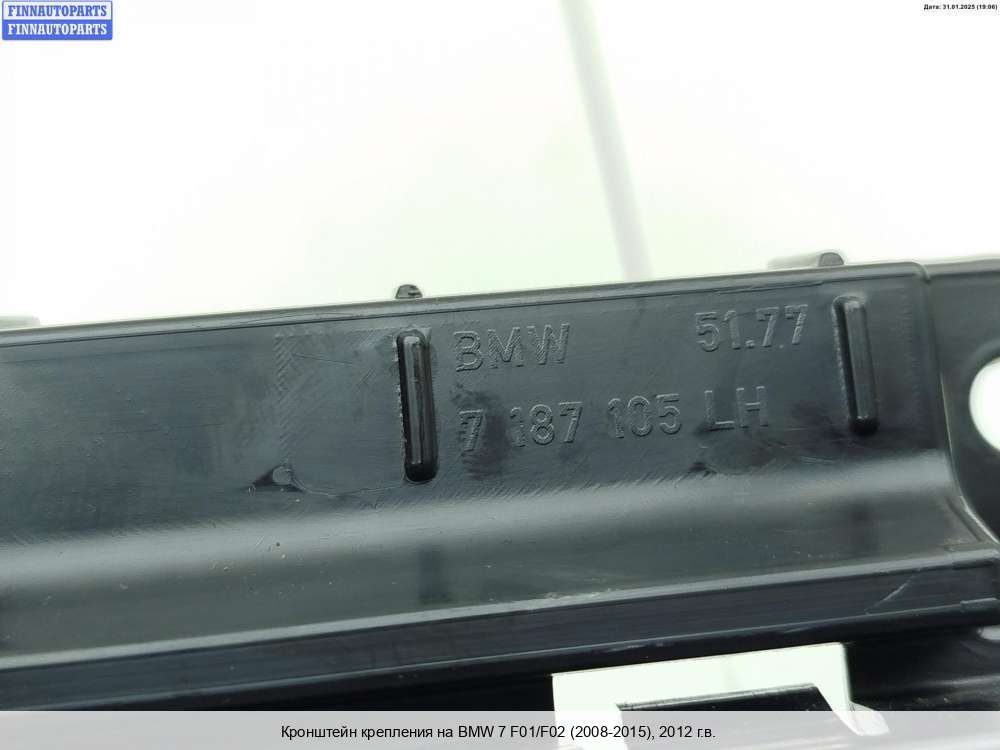 FINNAUTOPARTS
FINNAUTOPARTS
Дата: 31.01.2025 (19:06)
BMW 51.77
7 187 105 LH
Кронштейн крепления на BMW 7 F01/F02 (2008-2015), 2012 г.в.